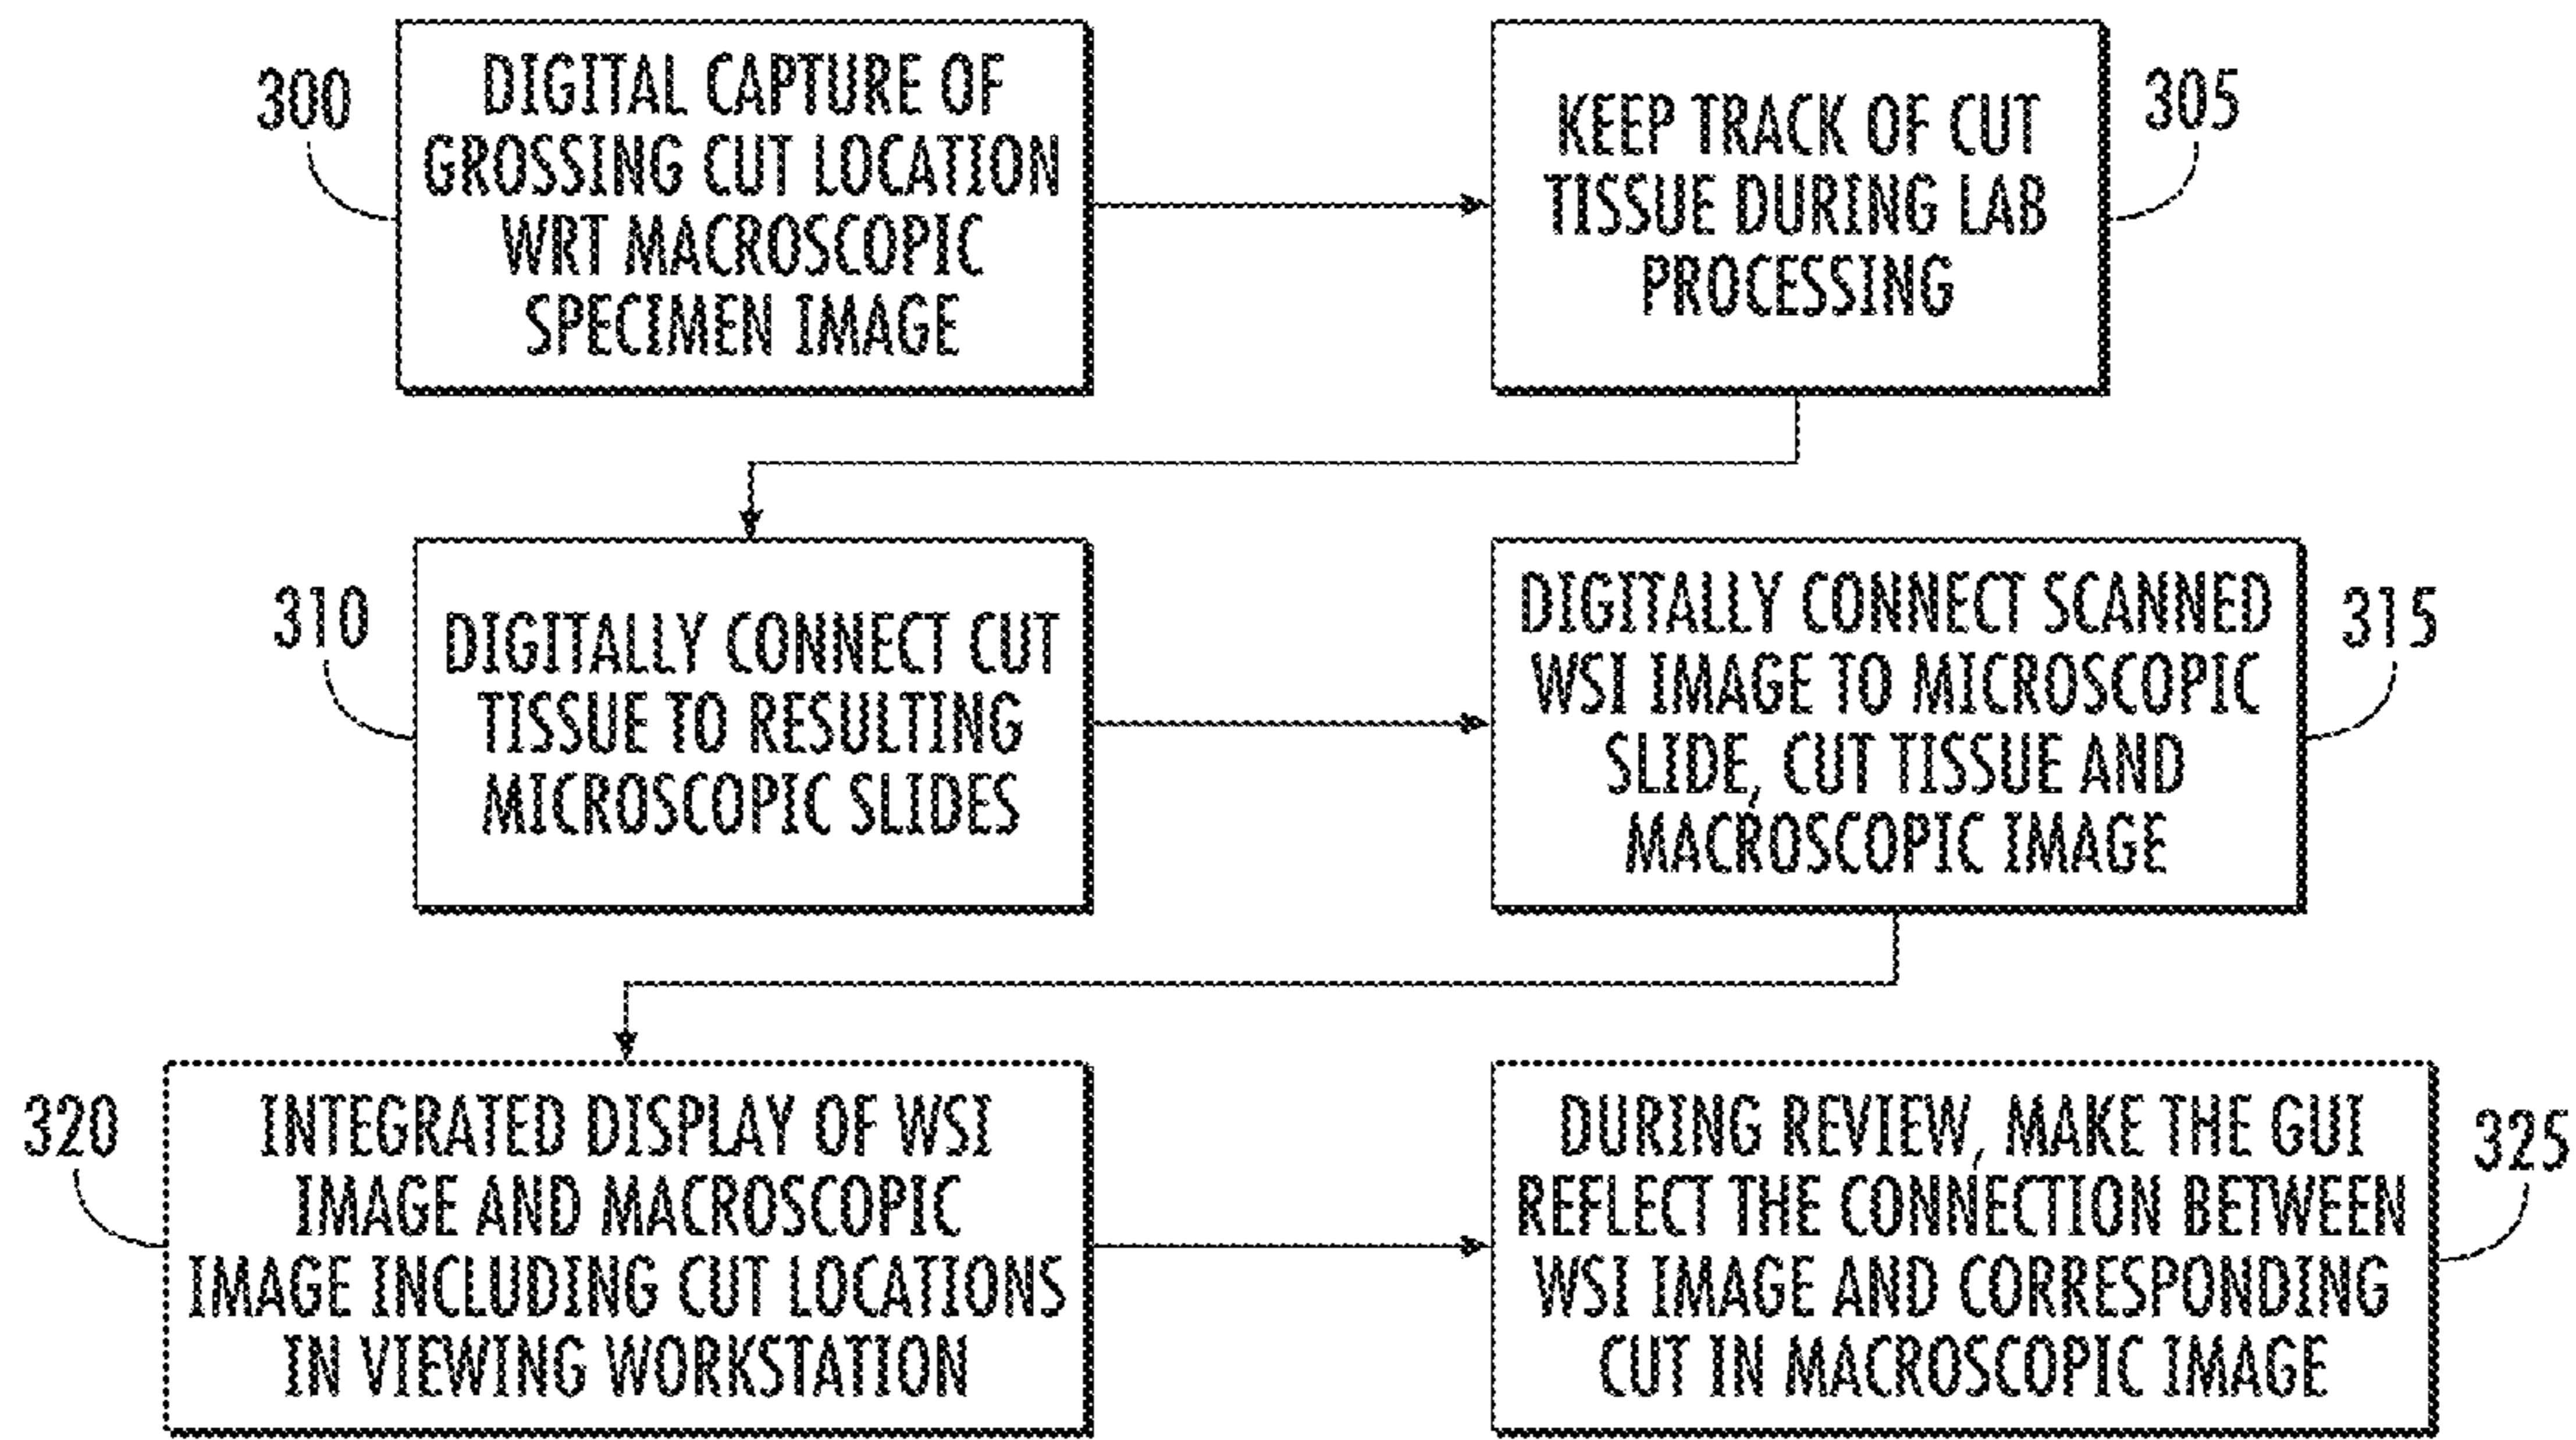 300
DIGITAL CAPTURE OF
GROSSING CUT LOCATION
WRT MACROSCOPIC
SPECIMEN IMAGE
305
KEEP TRACK OF CUT
TISSUE DURING LAB
PROCESSING
310
DIGITALLY CONNECT CUT
TISSUE TO RESULTING
MICROSCOPIC SLIDES
315
DIGITALLY CONNECT SCANNED
WSI IMAGE TO MICROSCOPIC
SLIDE, CUT TISSUE AND
MACROSCOPIC IMAGE
320
INTEGRATED DISPLAY OF WSI
IMAGE AND MACROSCOPIC
IMAGE INCLUDING CUT LOCATIONS
IN VIEWING WORKSTATION
325
DURING REVIEW, MAKE THE GUI
REFLECT THE CONNECTION BETWEEN
WSI IMAGE AND CORRESPONDING
CUT IN MACROSCOPIC IMAGE